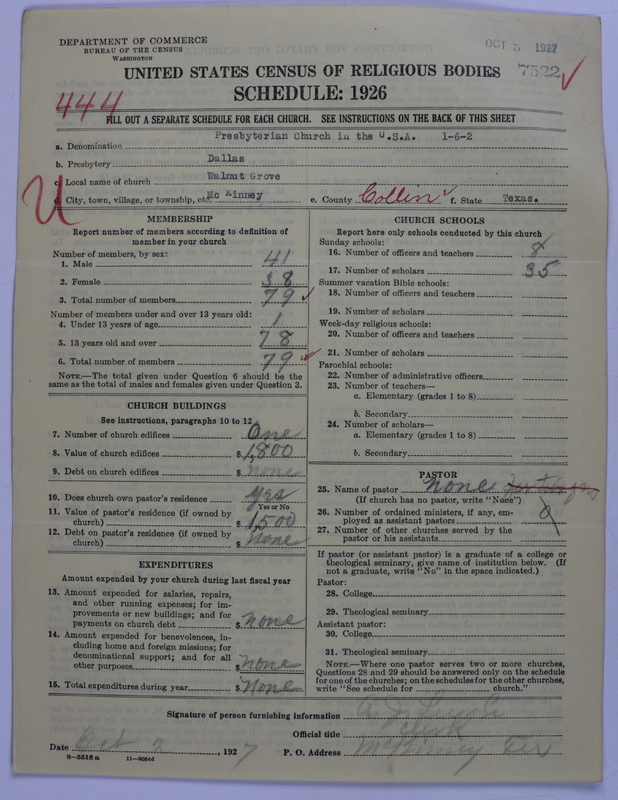 DEPARTMENT OF COMMERCE
BUREAU OF THE CENSUS
WASHINGTON
OCT 5 1927
7522
UNITED STATES CENSUS OF RELIGIOUS BODIES
SCHEDULE: 1926
444
FILL OUT A SEPARATE SCHEDULE FOR EACH CHURCH. SEE INSTRUCTIONS ON THE BACK OF THIS SHEET
a. Denomination Presbyterian Church in the U.S.A. 1-6-2
b. Presbytery Dallas
c. Local name of church Walnut Grove
d. City, town, village, or township, etc. Mc Kinney e. County Collin f. State Texas.
U
MEMBERSHIP
Report number of members according to definition of
member in your church
Number of members, by sex:
1. Male 41
2. Female 38
3. Total number of members 79
Number of members under and over 13 years old:
4. Under 13 years of age 1
5. 13 years old and over 78
6. Total number of members 79
NOTE.—The total given under Question 6 should be the
same as the total of males and females given under Question 3.
CHURCH BUILDINGS
See instructions, paragraphs 10 to 12
7. Number of church edifices One
8. Value of church edifices $1,800
9. Debt on church edifices $none
10. Does church own pastor's residence yes
Yes or No
11. Value of pastor's residence (if owned by
church) $1,500
12. Debt on pastor's residence (if owned by
church) $none
EXPENDITURES
Amount expended by your church during last fiscal year
13. Amount expended for salaries, repairs,
and other running expenses; for im-
provements or new buildings; and for
payments on church debt $none
14. Amount expended for benevolences, in-
cluding home and foreign missions; for
denominational support; and for all
other purposes $none
15. Total expenditures during year $None
CHURCH SCHOOLS
Report here only schools conducted by this church
Sunday schools:
16. Number of officers and teachers 8
17. Number of scholars 35
Summer vacation Bible schools:
18. Number of officers and teachers
19. Number of scholars
Week-day religious schools:
20. Number of officers and teachers
21. Number of scholars
Parochial schools:
22. Number of administrative officers
23. Number of teachers—
a. Elementary (grades 1 to 8)
b. Secondary
24. Number of scholars—
a. Elementary (grades 1 to 8)
b. Secondary
PASTOR
25. Name of pastor none
(If church has no pastor, write "None")
26. Number of ordained ministers, if any, em-
ployed as assistant pastors 0
27. Number of other churches served by the
pastor or his assistants
If pastor (or assistant pastor) is a graduate of a college or
theological seminary, give name of institution below. (If
not a graduate, write "No" in the space indicated.)
Pastor:
28. College
29. Theological seminary
Assistant pastor:
30. College
31. Theological seminary
NOTE.—Where one pastor serves two or more churches,
Questions 28 and 29 should be answered only on the schedule
for one of the churches; on the schedules for the other churches,
write "See schedule for church."
Signature of person furnishing information
Official title Clerk
Date Oct 2, 1927 P. O. Address McKinney Tex
8—5518 a